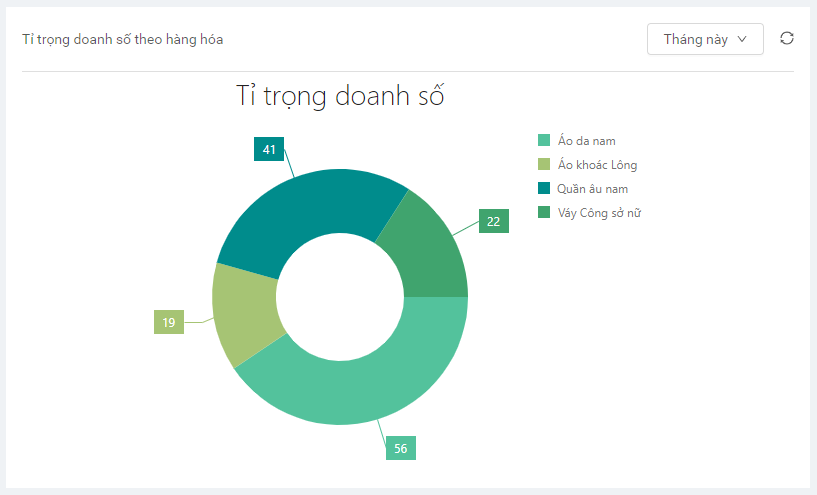 Tỉ trọng doanh số theo hàng hóa
Tháng này
Tỉ trọng doanh số
41
22
19
56
Áo da nam
Áo khoác Lông
Quần âu nam
Váy Công sở nữ